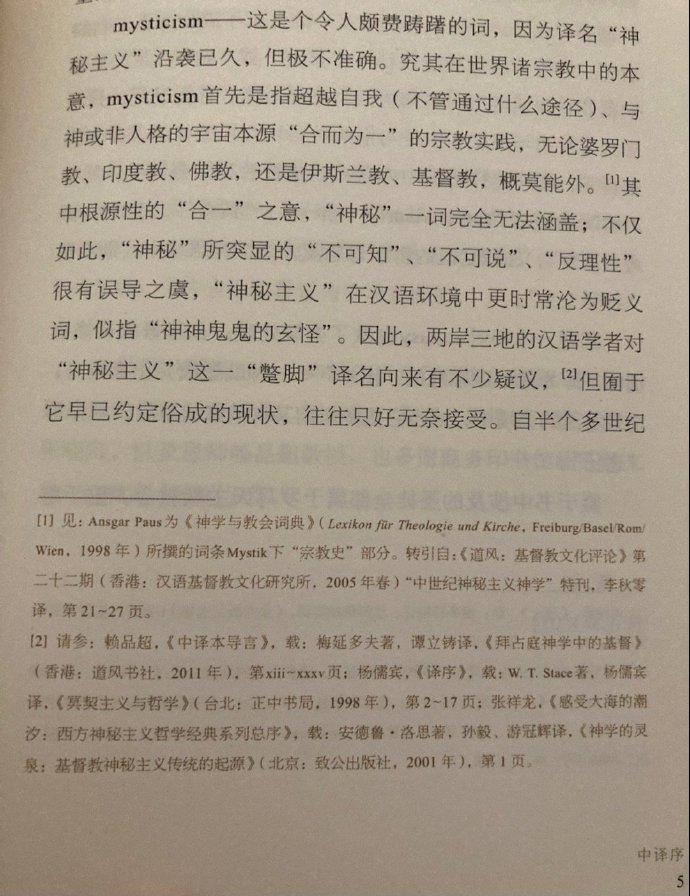 mysticism——这是个令人颇费踌躇的词，因为译名“神
秘主义”沿袭已久，但极不准确。究其在世界诸宗教中的本
意，mysticism首先是指超越自我（不管通过什么途径）、与
神或非人格的宇宙本源“合而为一”的宗教实践，无论婆罗门
教、印度教、佛教，还是伊斯兰教、基督教，概莫能外。[1]其
中根源性的“合一”之意，“神秘”一词完全无法涵盖；不仅
如此，“神秘”所突显的“不可知”、“不可说”、“反理性”
很有误导之虞，“神秘主义”在汉语环境中更时常沦为贬义
词，似指“神神鬼鬼的玄怪”。因此，两岸三地的汉语学者对
“神秘主义”这一“蹩脚”译名向来有不少疑议，[2]但囿于
它早已约定俗成的现状，往往只好无奈接受。自半个多世纪
[1] 见：Ansgar Paus为《神学与教会词典》（Lexikon für Theologie und Kirche，Freiburg/Basel/Rom/
Wien，1998年）所撰的词条Mystik下“宗教史”部分。转引自：《道风：基督教文化评论》第
二十二期（香港：汉语基督教文化研究所，2005年春）“中世纪神秘主义神学”特刊，李秋零
译，第21~27页。
[2] 请参：赖品超，《中译本导言》，载：梅延多夫著，谭立铸译，《拜占庭神学中的基督》
（香港：道风书社，2011年），第xiii~xxxv页；杨儒宾，《译序》，载：W. T. Stace著，杨儒宾
译，《冥契主义与哲学》（台北：正中书局，1998年），第2~17页；张祥龙，《感受大海的潮
汐：西方神秘主义哲学经典系列总序》，载：安德鲁·洛思著，孙毅、游冠辉译，《神学的灵
泉：基督教神秘主义传统的起源》（北京：致公出版社，2001年），第1页。
中译序
5